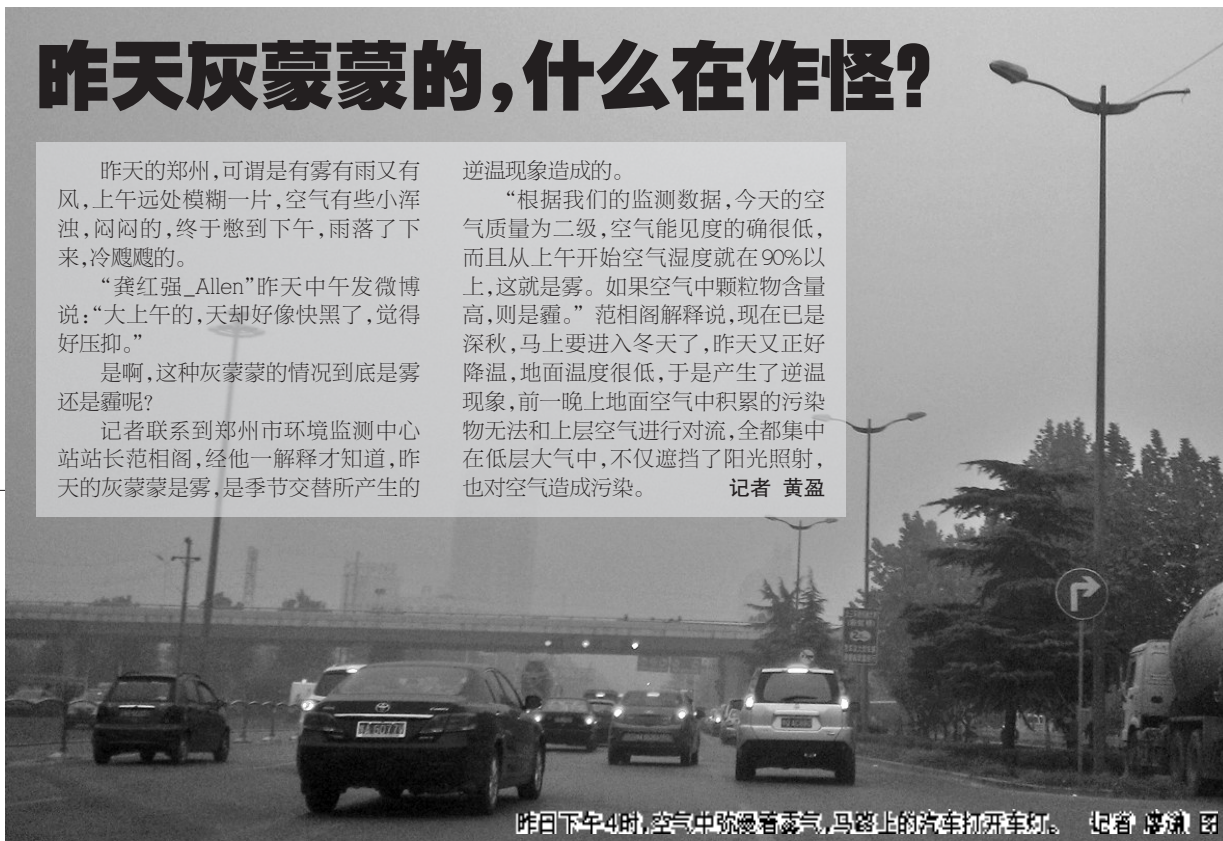 昨天灰蒙蒙的,什么在作怪?
昨天的郑州,可谓是有雾有雨又有
风,上午远处模糊一片,空气有些小浑
浊,闷闷的,终于憋到下午,雨落了下
来,冷飕飕的。
“龚红强_Allen”昨天中午发微博
说:“大上午的,天却好像快黑了,觉得
好压抑。”
是啊,这种灰蒙蒙的情况到底是雾
还是霾呢?
记者联系到郑州市环境监测中心
站站长范相阁,经他一解释才知道,昨
天的灰蒙蒙是雾,是季节交替所产生的
逆温现象造成的。
“根据我们的监测数据,今天的空
气质量为二级,空气能见度的确很低,
而且从上午开始空气湿度就在90%以
上,这就是雾。如果空气中颗粒物含量
高,则是霾。”范相阁解释说,现在已是
深秋,马上要进入冬天了,昨天又正好
降温,地面温度很低,于是产生了逆温
现象,前一晚上地面空气中积累的污染
物无法和上层空气进行对流,全都集中
在低层大气中,不仅遮挡了阳光照射,
也对空气造成污染。 记者 黄盈
昨日下午4时,空气中弥漫着雾气,马路上的汽车打开车灯。 记者 图